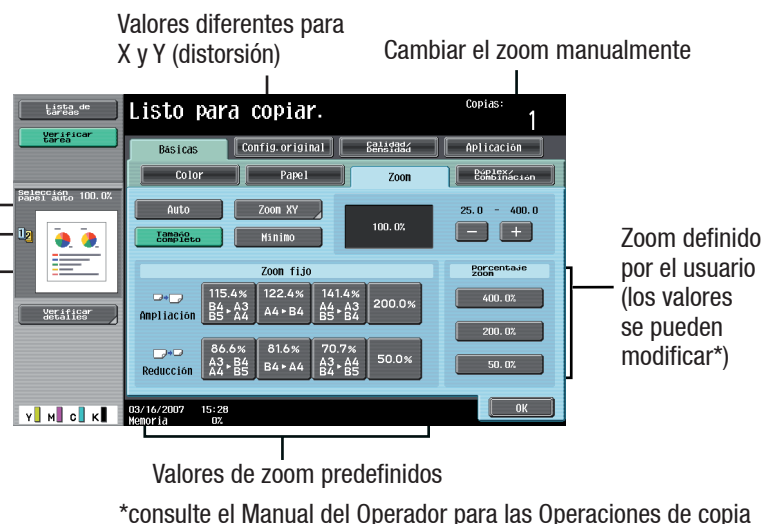 Valores diferentes para
X y Y (distorsión)
Cambiar el zoom manualmente
Lista de
tareas
Verificar
tarea
Listo para copiar.
Copias:
1
Básicas
Config.original
Calidad/
Densidad
Aplicación
Color
Papel
Zoom
Dúplex/
Combinación
Selección
papel auto 100.0%
Auto
Zoom XY
Tamaño
completo
Mínimo
100.0%
25.0 - 400.0
− +
1 2
Zoom fijo
Porcentaje
zoom
Ampliación
115.4%
B4▸A3
B5▸A4
122.4%
A4▸B4
141.4%
A4▸A3
B5▸B4
200.0%
400.0%
200.0%
50.0%
Verificar
detalles
Reducción
86.6%
A3▸B4
A4▸B5
81.6%
B4▸A4
70.7%
A3▸A4
B4▸B5
50.0%
Zoom definido
por el usuario
(los valores
se pueden
modificar*)
Y M C K
03/16/2007 15:28
Memoria 0%
OK
Valores de zoom predefinidos
*consulte el Manual del Operador para las Operaciones de copia